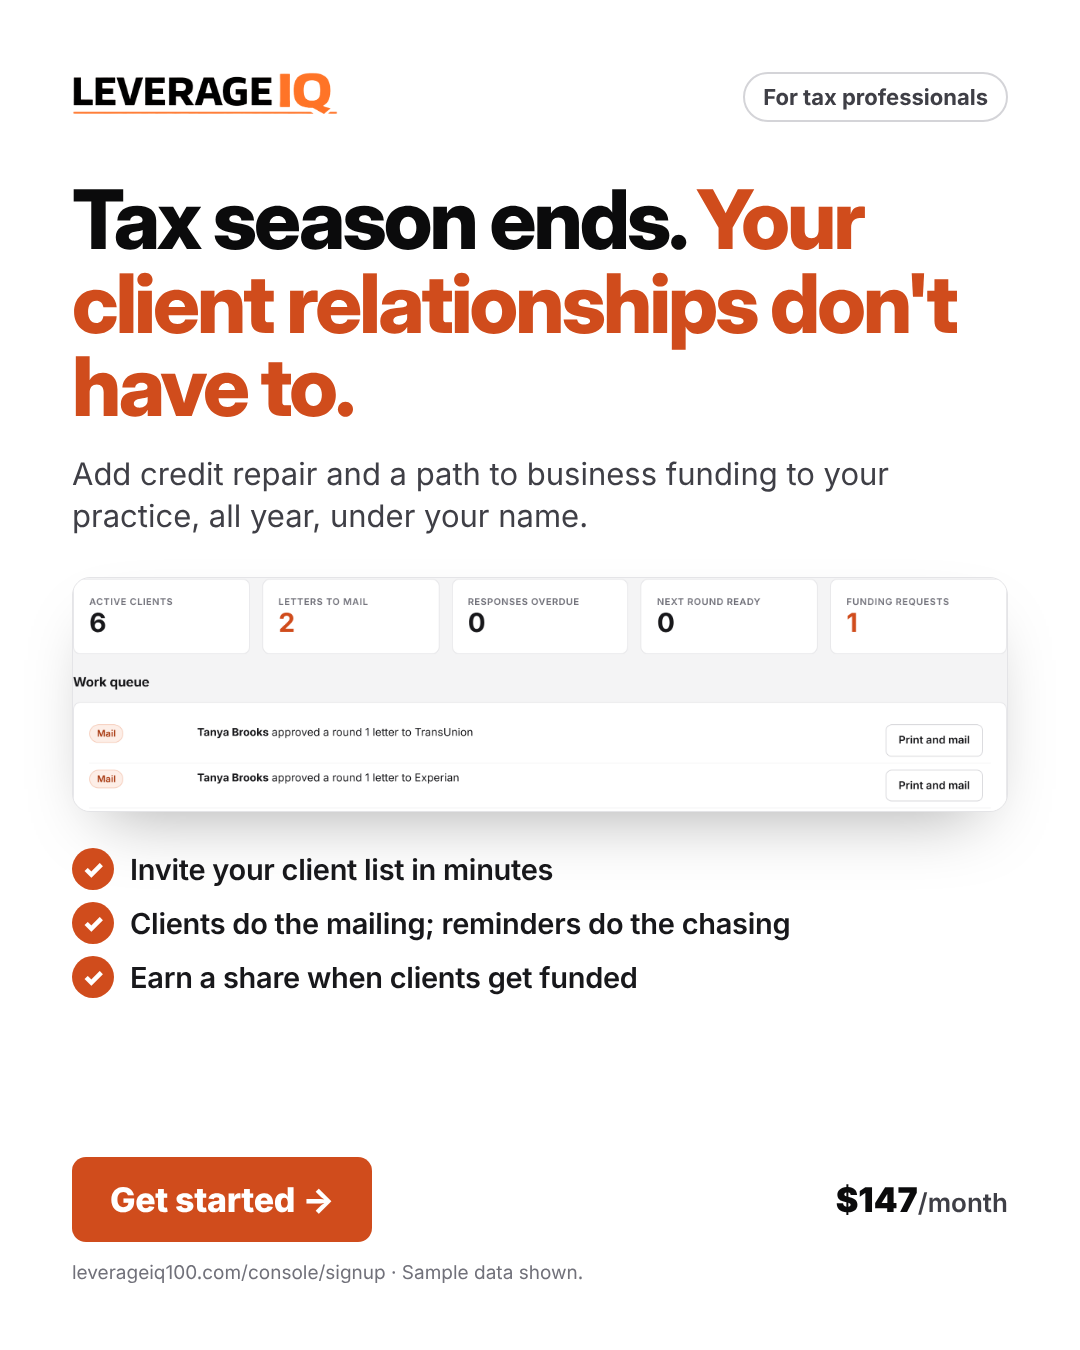 LEVERAGE IQ
For tax professionals
Tax season ends. Your
client relationships don't
have to.
Add credit repair and a path to business funding to your
practice, all year, under your name.
ACTIVE CLIENTS
6
LETTERS TO MAIL
2
RESPONSES OVERDUE
0
NEXT ROUND READY
0
FUNDING REQUESTS
1
Work queue
Mail
Tanya Brooks approved a round 1 letter to TransUnion
Print and mail
Mail
Tanya Brooks approved a round 1 letter to Experian
Print and mail
Invite your client list in minutes
Clients do the mailing; reminders do the chasing
Earn a share when clients get funded
Get started →
$147/month
leverageiq100.com/console/signup · Sample data shown.